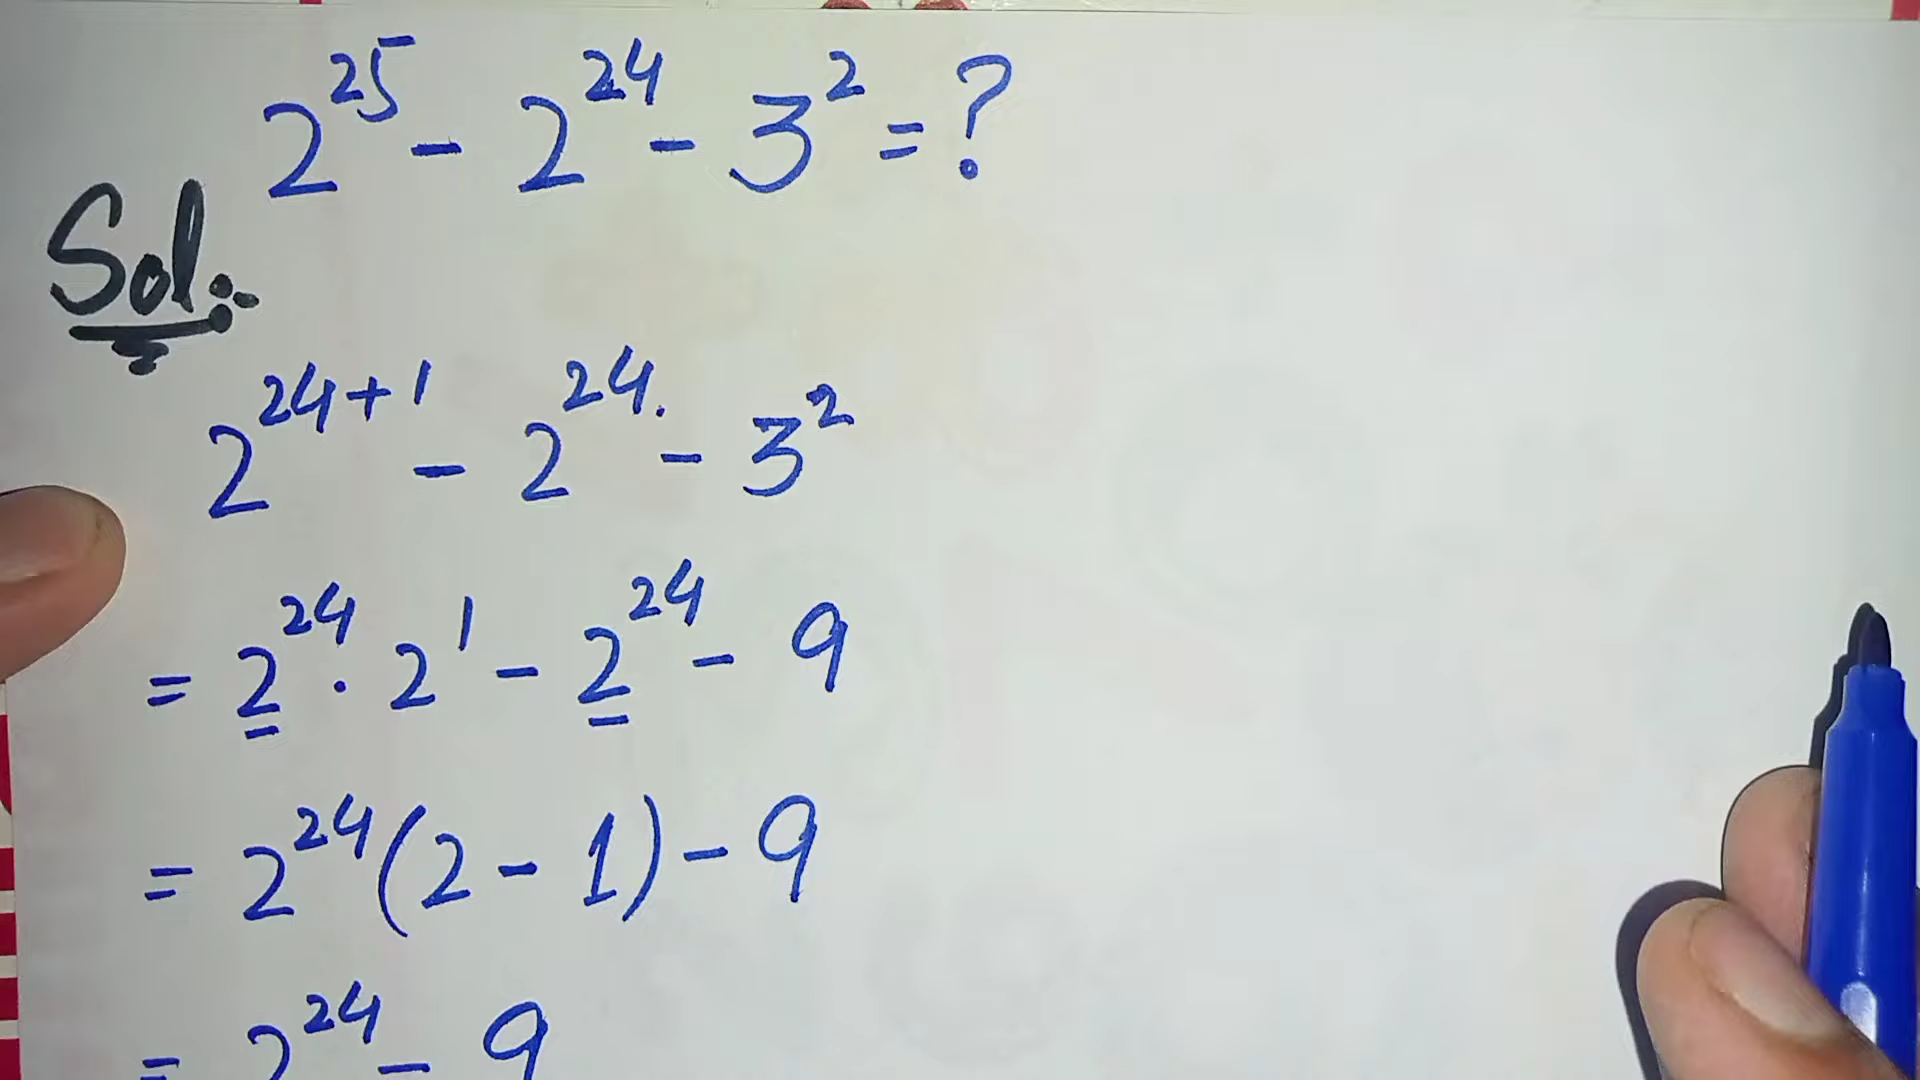 2^25 - 2^24 - 3^2 = ?
Sol:-
2^24+1 - 2^24. - 3^2
= 2^24 . 2^1 - 2^24 - 9
= 2^24 (2 - 1) - 9
= 2^24 - 9